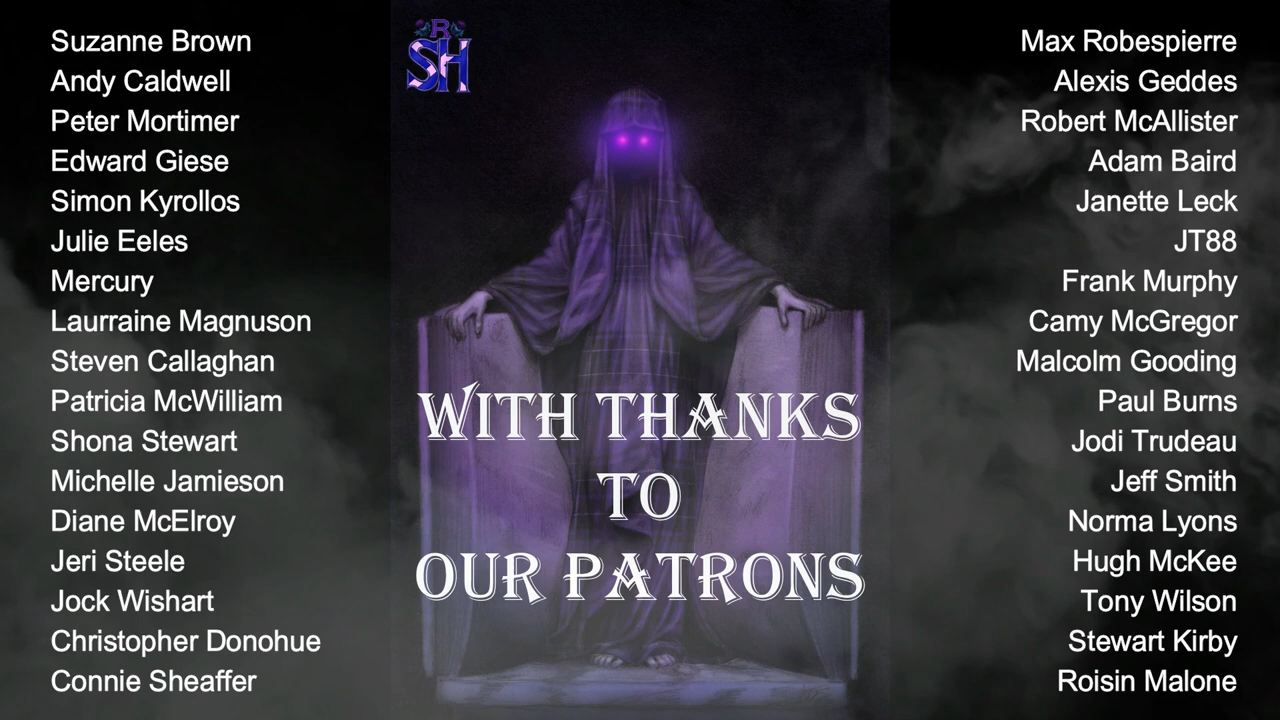 Suzanne Brown
Andy Caldwell
Peter Mortimer
Edward Giese
Simon Kyrollos
Julie Eeles
Mercury
Laurraine Magnuson
Steven Callaghan
Patricia McWilliam
Shona Stewart
Michelle Jamieson
Diane McElroy
Jeri Steele
Jock Wishart
Christopher Donohue
Connie Sheaffer
R
SH
WITH THANKS
TO
OUR PATRONS
Max Robespierre
Alexis Geddes
Robert McAllister
Adam Baird
Janette Leck
JT88
Frank Murphy
Camy McGregor
Malcolm Gooding
Paul Burns
Jodi Trudeau
Jeff Smith
Norma Lyons
Hugh McKee
Tony Wilson
Stewart Kirby
Roisin Malone